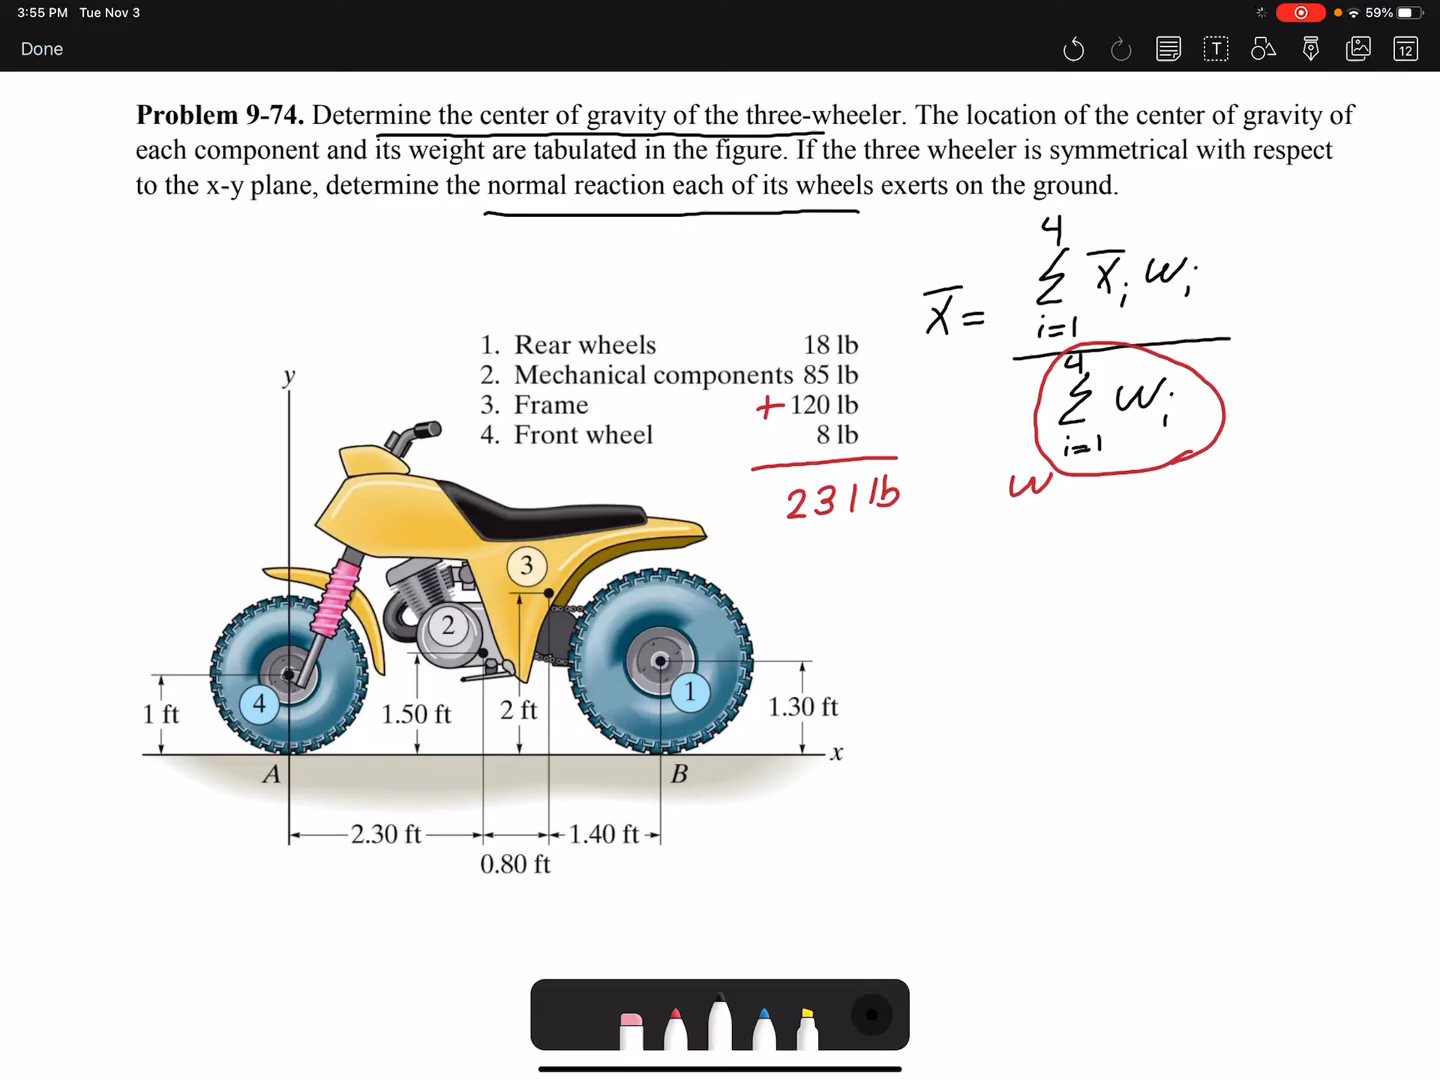 3:55 PM Tue Nov 3
59%
Done
T
12
Problem 9-74. Determine the center of gravity of the three-wheeler. The location of the center of gravity of
each component and its weight are tabulated in the figure. If the three wheeler is symmetrical with respect
to the x-y plane, determine the normal reaction each of its wheels exerts on the ground.
1. Rear wheels 18 lb
2. Mechanical components 85 lb
3. Frame + 120 lb
4. Front wheel 8 lb
231 lb
4
x̄ = Σ x̄i wi
i=1
4
Σ wi
i=1
w
y
3
2
4
1
1 ft
1.50 ft
2 ft
1.30 ft
x
A
B
2.30 ft
1.40 ft
0.80 ft